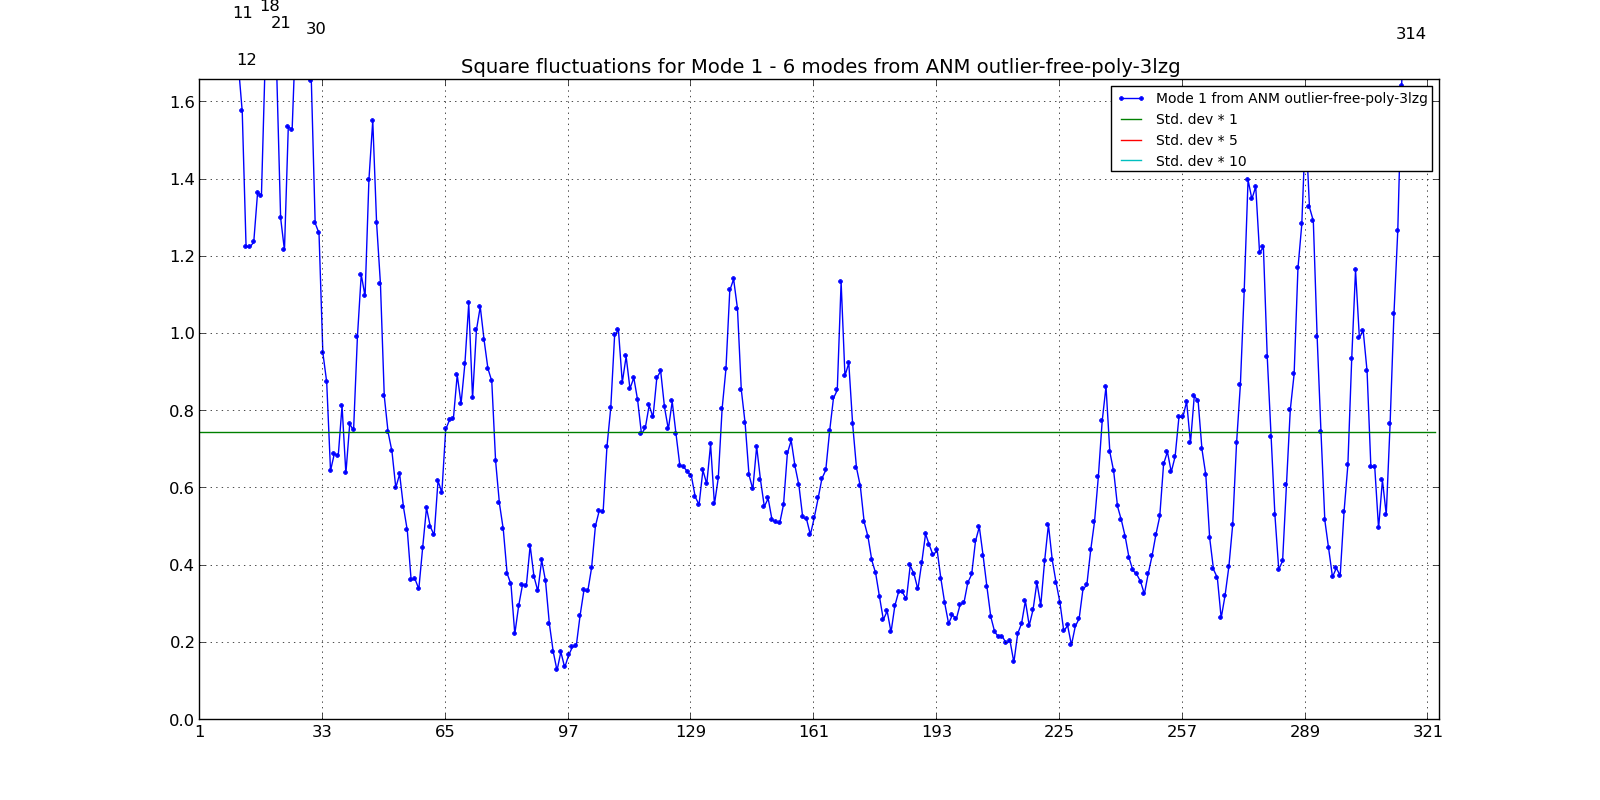 18
11
21
30
314
12
Square fluctuations for Mode 1 - 6 modes from ANM outlier-free-poly-3lzg
Mode 1 from ANM outlier-free-poly-3lzg
Std. dev * 1
Std. dev * 5
Std. dev * 10
1.6
1.4
1.2
1.0
0.8
0.6
0.4
0.2
0.0
1 33 65 97 129 161 193 225 257 289 321